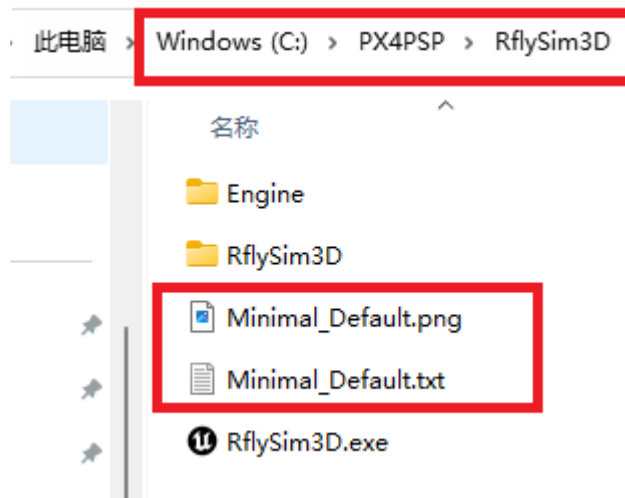 此电脑 > Windows (C:) > PX4PSP > RflySim3D
名称
Engine
RflySim3D
Minimal_Default.png
Minimal_Default.txt
RflySim3D.exe